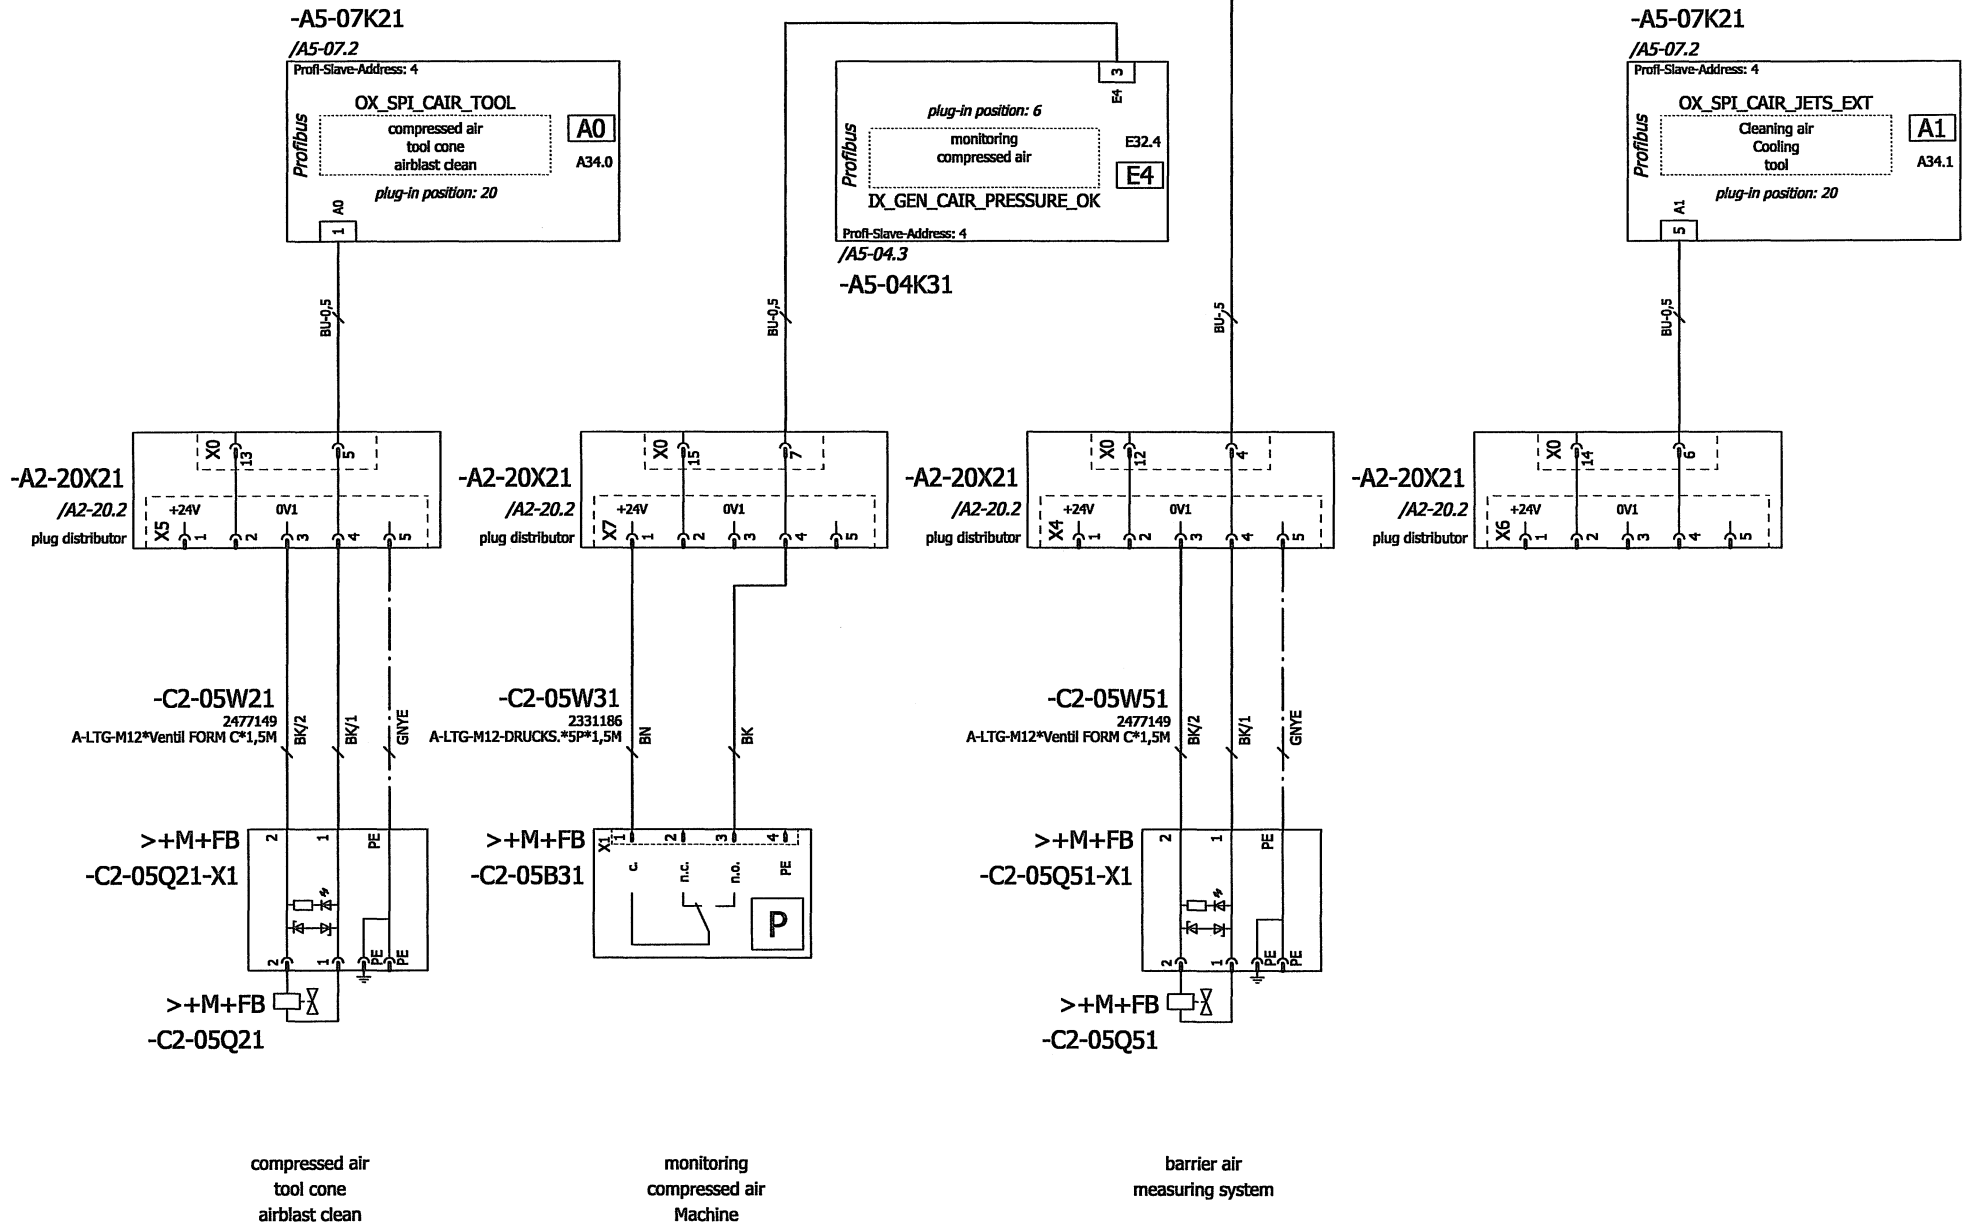 -A5-07K21
/A5-07.2
Profi-Slave-Address: 4
OX_SPI_CAIR_TOOL
Profibus
compressed air
tool cone
airblast clean
A0
A34.0
plug-in position: 20
A0
1
BU-0,5
3
E4
plug-in position: 6
Profibus
monitoring
compressed air
E32.4
E4
IX_GEN_CAIR_PRESSURE_OK
Profi-Slave-Address: 4
/A5-04.3
-A5-04K31
BU-0,5
BU-,5
-A5-07K21
/A5-07.2
Profi-Slave-Address: 4
OX_SPI_CAIR_JETS_EXT
Profibus
Cleaning air
Cooling
tool
A1
A34.1
plug-in position: 20
A1
5
BU-0,5
-A2-20X21
/A2-20.2
plug distributor
X0
13
5
X5
+24V
0V1
1
2
3
4
5
-A2-20X21
/A2-20.2
plug distributor
X0
15
7
X7
+24V
0V1
1
2
3
4
5
-A2-20X21
/A2-20.2
plug distributor
X0
12
4
X4
+24V
0V1
1
2
3
4
5
-A2-20X21
/A2-20.2
plug distributor
X0
14
6
X6
+24V
0V1
1
2
3
4
5
-C2-05W21
2477149
A-LTG-M12*Ventil FORM C*1,5M
BK/2
BK/1
GNYE
-C2-05W31
2331186
A-LTG-M12-DRUCKS.*5P*1,5M
BN
BK
-C2-05W51
2477149
A-LTG-M12*Ventil FORM C*1,5M
BK/2
BK/1
GNYE
>+M+FB
-C2-05Q21-X1
2
1
PE
2
1
PE
PE
>+M+FB
-C2-05Q21
>+M+FB
-C2-05B31
X1
1
2
3
4
c.
n.c.
n.o.
PE
P
>+M+FB
-C2-05Q51-X1
2
1
PE
2
1
PE
PE
>+M+FB
-C2-05Q51
compressed air
tool cone
airblast clean
monitoring
compressed air
Machine
barrier air
measuring system